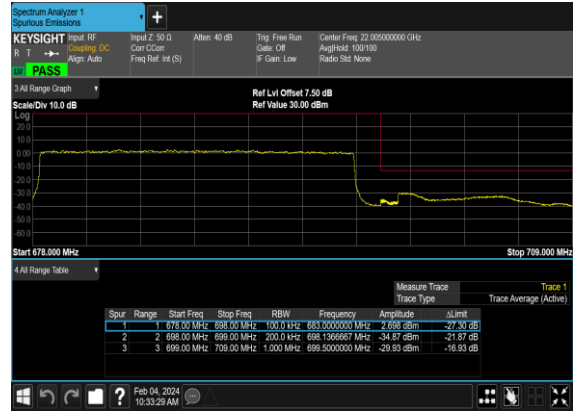 Spectrum Analyzer 1
Spurious Emissions
+
KEYSIGHT
R T
Input: RF
Coupling: DC
Align: Auto
Input Z: 50 Ω
Corr CCorr
Freq Ref: Int (S)
Atten: 40 dB
Trig: Free Run
Gate: Off
IF Gain: Low
Center Freq: 22.005000000 GHz
Avg|Hold: 100/100
Radio Std: None
PASS
3 All Range Graph
Ref Lvl Offset 7.50 dB
Scale/Div 10.0 dB
Ref Value 30.00 dBm
Log
20.0
10.0
0.00
-10.0
-20.0
-30.0
-40.0
-50.0
-60.0
Start 678.000 MHz
Stop 709.000 MHz
4 All Range Table
Measure Trace Trace 1
Trace Type Trace Average (Active)
Spur Range Start Freq Stop Freq RBW Frequency Amplitude ΔLimit
1 1 678.00 MHz 698.00 MHz 100.0 kHz 683.0000000 MHz 2.698 dBm -27.30 dB
2 2 698.00 MHz 699.00 MHz 200.0 kHz 698.1366667 MHz -34.87 dBm -21.87 dB
3 3 699.00 MHz 709.00 MHz 1.000 MHz 699.5000000 MHz -29.93 dBm -16.93 dB
?
Feb 04, 2024
10:33:29 AM